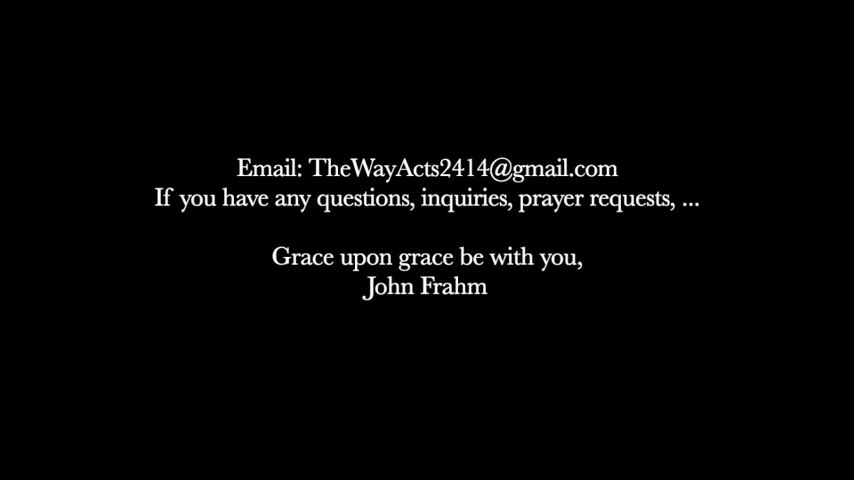 Email: TheWayActs2414@gmail.com
If you have any questions, inquiries, prayer requests, ...
Grace upon grace be with you,
John Frahm